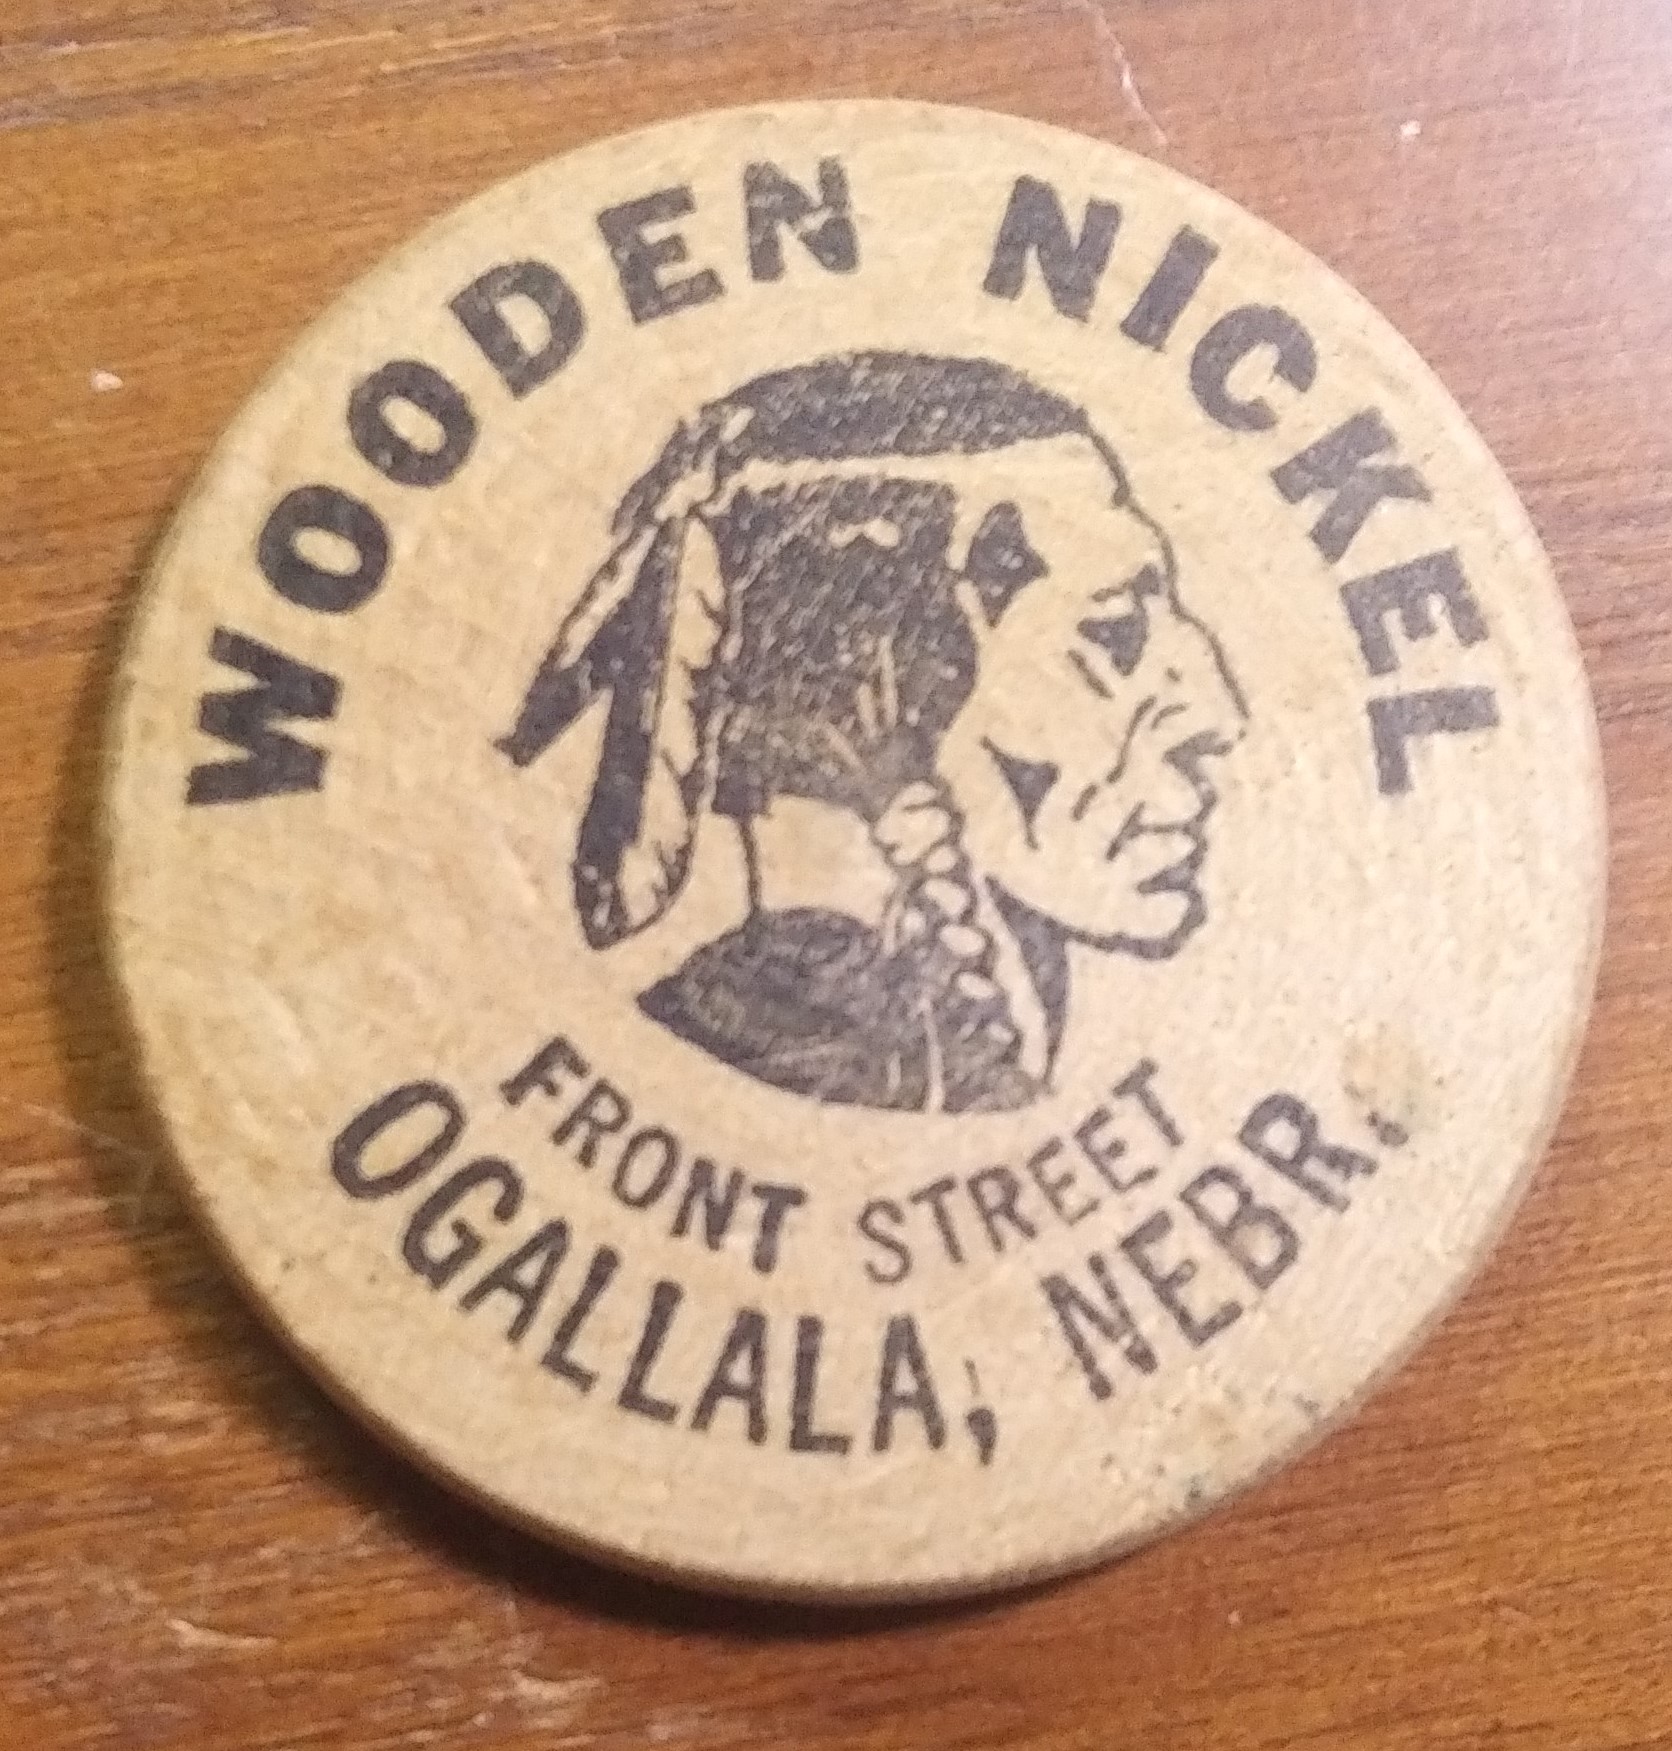 WOODEN NICKEL
FRONT STREET
OGALLALA, NEBR.